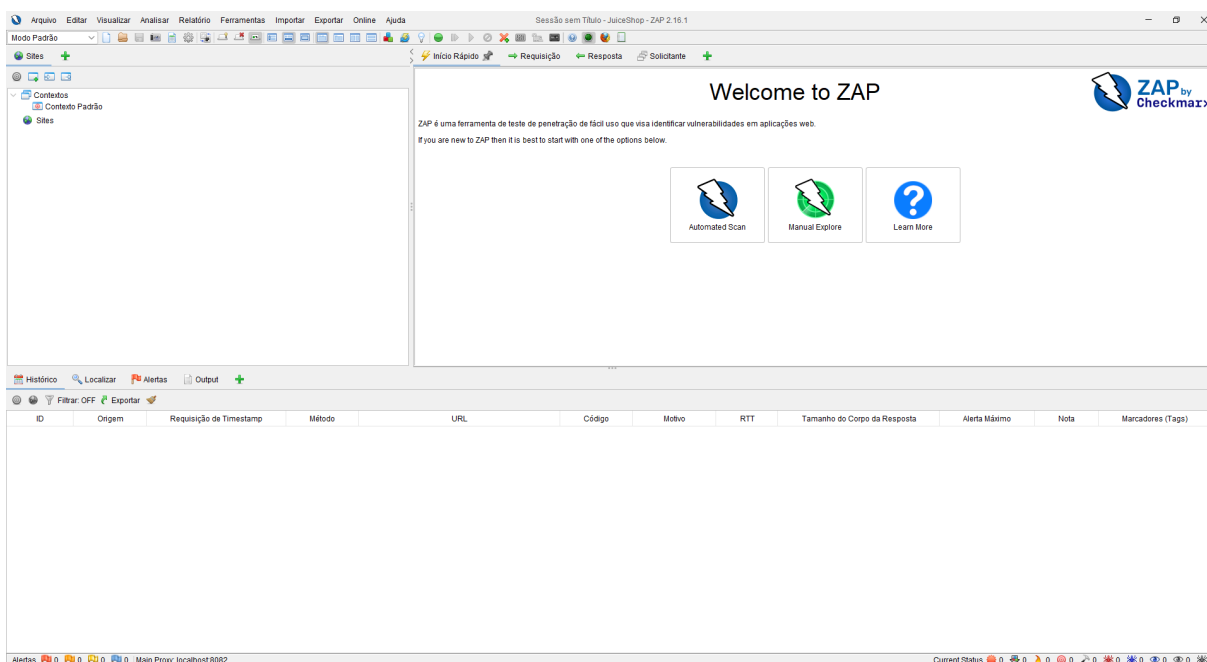 Arquivo Editar Visualizar Analisar Relatório Ferramentas Importar Exportar Online Ajuda
Sessão sem Título - JuiceShop - ZAP 2.16.1
Modo Padrão
Sites
Início Rápido Requisição Resposta Solicitante
Contextos
Contexto Padrão
Sites
Welcome to ZAP
ZAP by
Checkmarx
ZAP é uma ferramenta de teste de penetração de fácil uso que visa identificar vulnerabilidades em aplicações web.
If you are new to ZAP then it is best to start with one of the options below.
Automated Scan Manual Explore Learn More
Histórico Localizar Alertas Output
Filtrar: OFF Exportar
ID Origem Requisição de Timestamp Método URL Código Motivo RTT Tamanho do Corpo da Resposta Alerta Máximo Nota Marcadores (Tags)
Alertas 0 0 0 0 Main Proxy: localhost:8082 Current Status 0 0 0 0 0 0 0 0 0